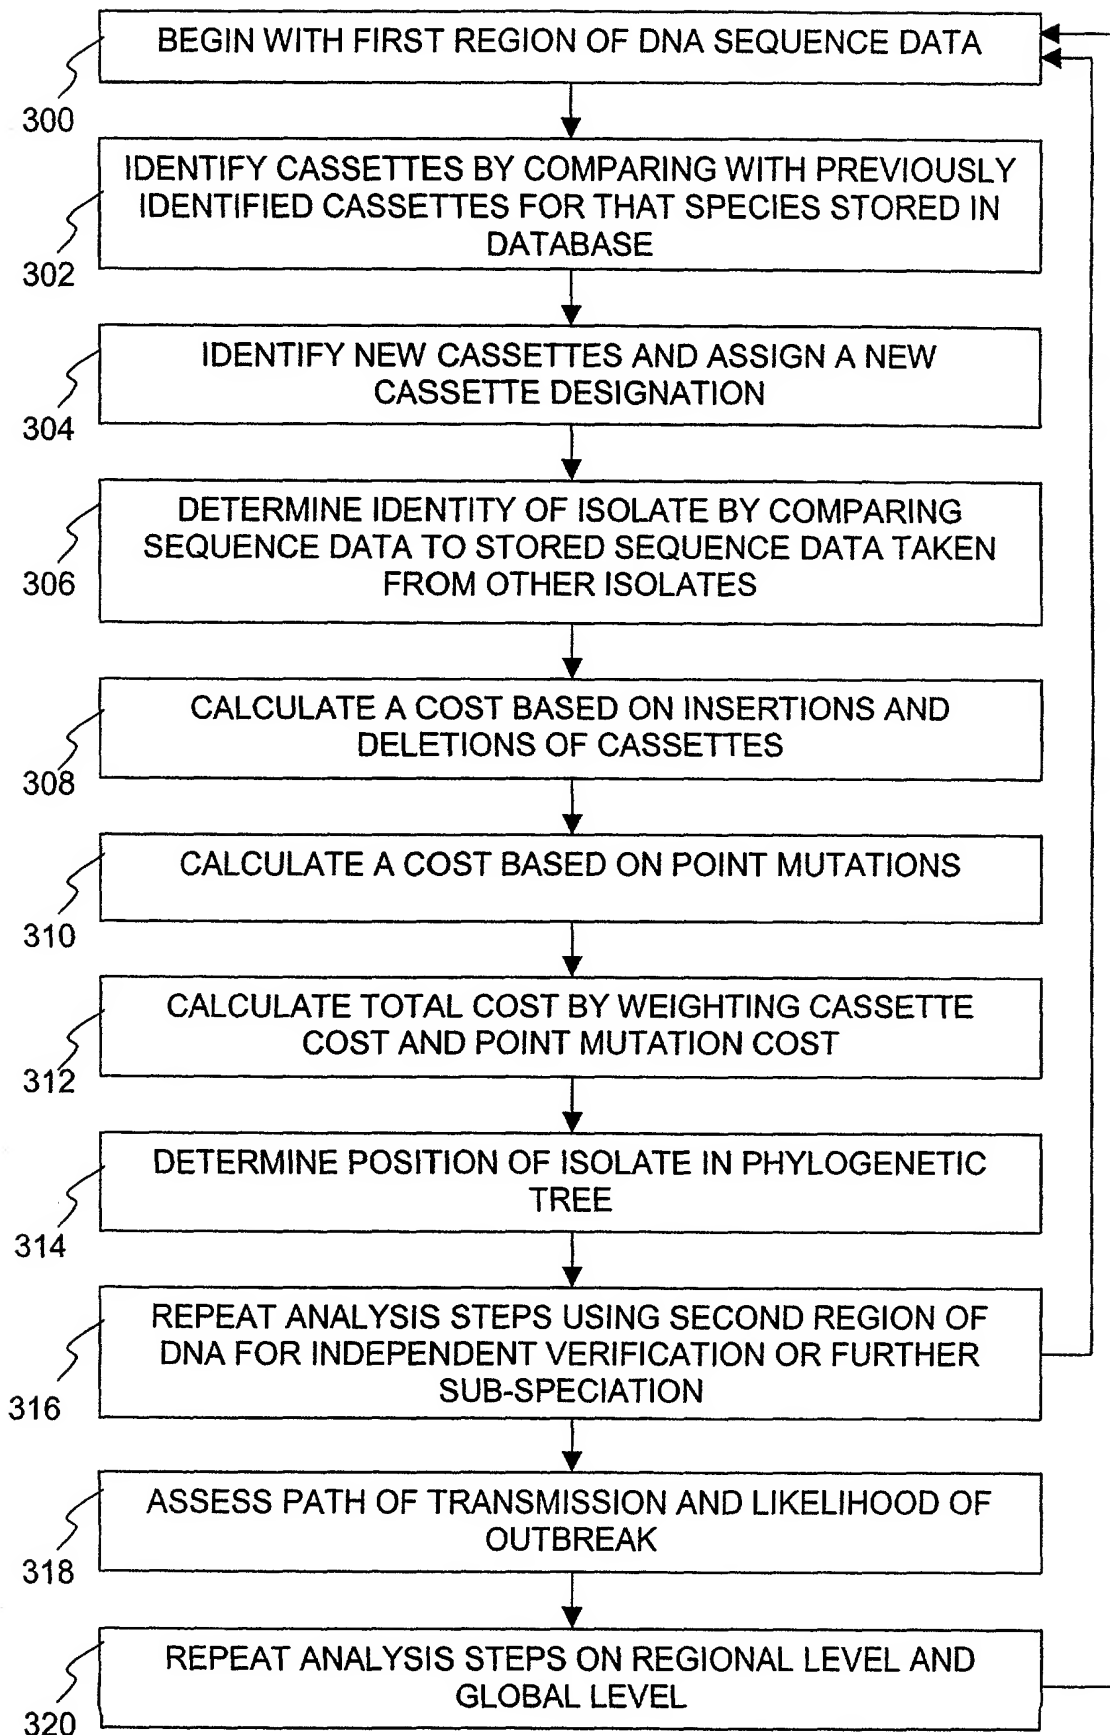 BEGIN WITH FIRST REGION OF DNA SEQUENCE DATA
300
IDENTIFY CASSETTES BY COMPARING WITH PREVIOUSLY
IDENTIFIED CASSETTES FOR THAT SPECIES STORED IN
DATABASE
302
IDENTIFY NEW CASSETTES AND ASSIGN A NEW
CASSETTE DESIGNATION
304
DETERMINE IDENTITY OF ISOLATE BY COMPARING
SEQUENCE DATA TO STORED SEQUENCE DATA TAKEN
FROM OTHER ISOLATES
306
CALCULATE A COST BASED ON INSERTIONS AND
DELETIONS OF CASSETTES
308
CALCULATE A COST BASED ON POINT MUTATIONS
310
CALCULATE TOTAL COST BY WEIGHTING CASSETTE
COST AND POINT MUTATION COST
312
DETERMINE POSITION OF ISOLATE IN PHYLOGENETIC
TREE
314
REPEAT ANALYSIS STEPS USING SECOND REGION OF
DNA FOR INDEPENDENT VERIFICATION OR FURTHER
SUB-SPECIATION
316
ASSESS PATH OF TRANSMISSION AND LIKELIHOOD OF
OUTBREAK
318
REPEAT ANALYSIS STEPS ON REGIONAL LEVEL AND
GLOBAL LEVEL
320